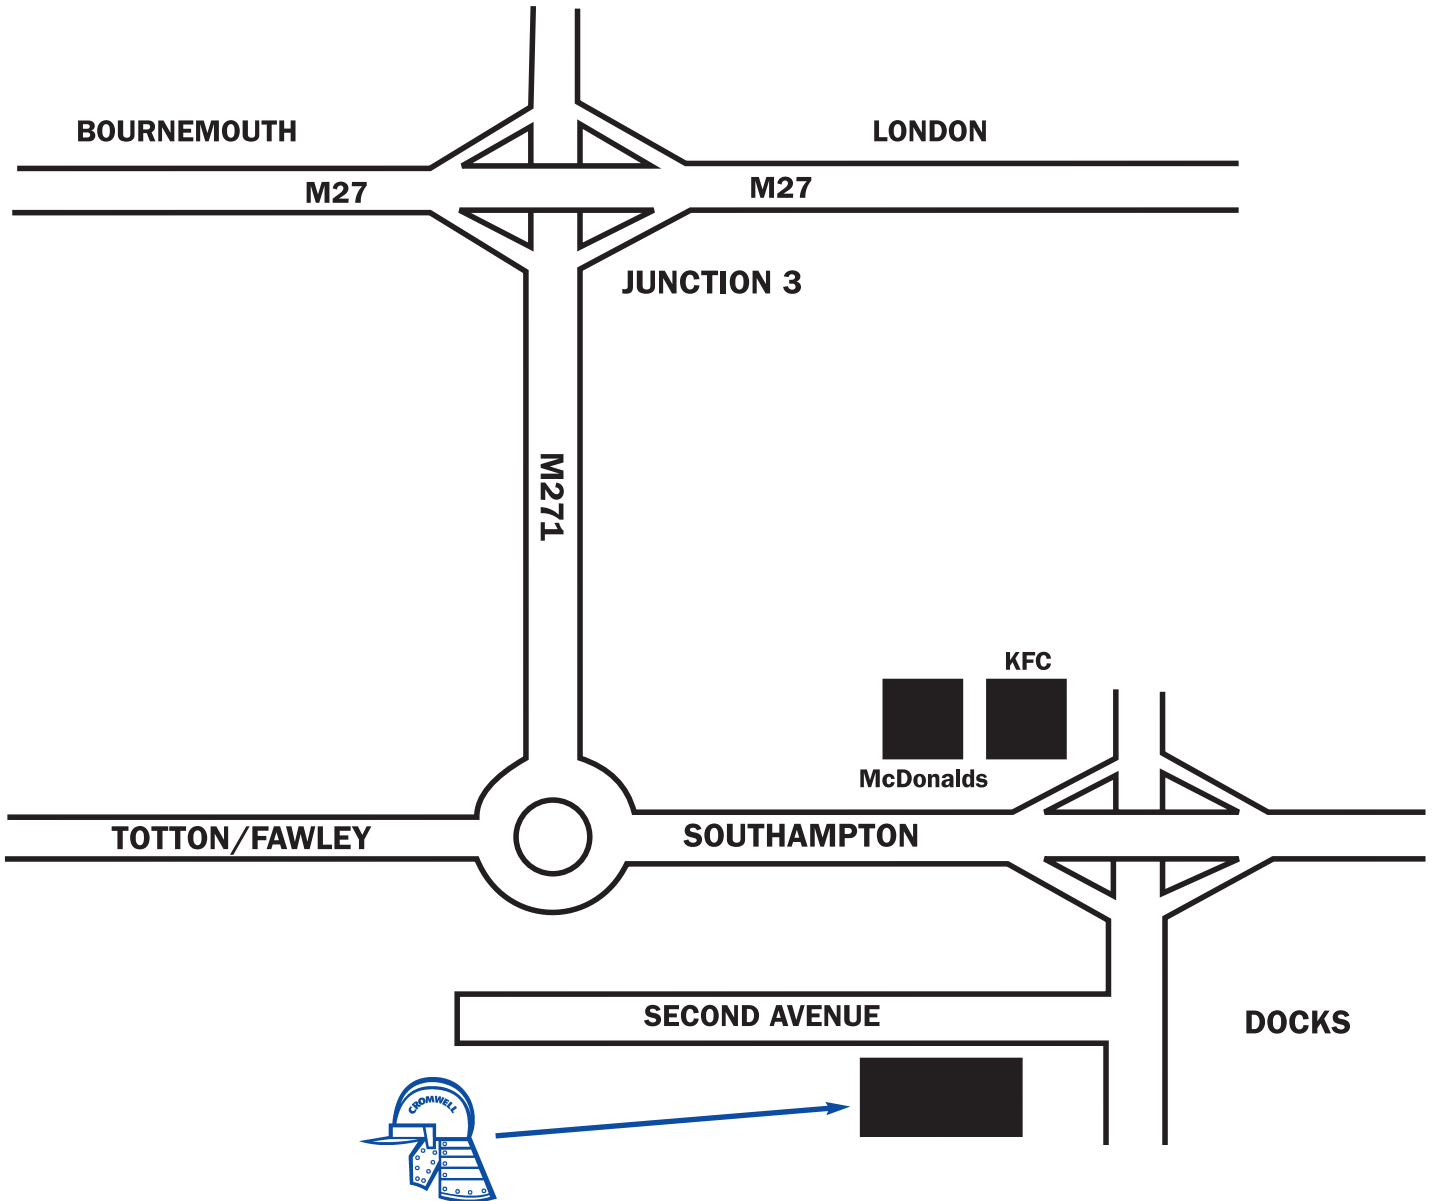 BOURNEMOUTH
LONDON
M27
M27
JUNCTION 3
M271
KFC
McDonalds
TOTTON/FAWLEY
SOUTHAMPTON
SECOND AVENUE
DOCKS
CROMWELL